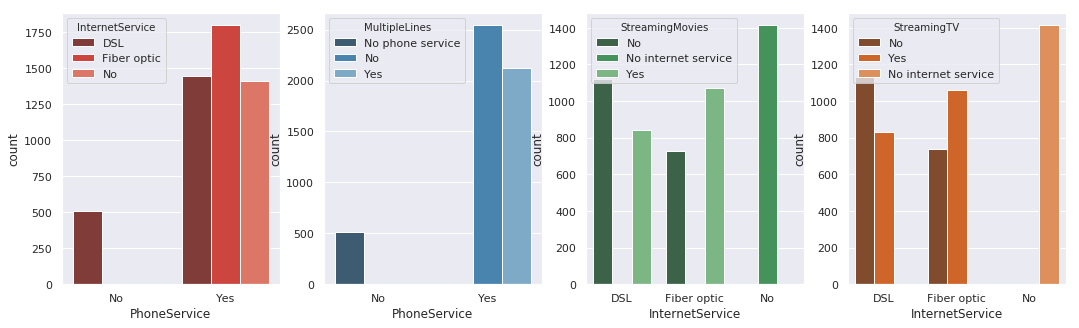 InternetService
DSL
Fiber optic
No
1750
1500
1250
1000
750
500
250
0
count
No Yes
PhoneService
MultipleLines
No phone service
No
Yes
2500
2000
1500
1000
500
0
count
No Yes
PhoneService
StreamingMovies
No
No internet service
Yes
1400
1200
1000
800
600
400
200
0
count
DSL Fiber optic No
InternetService
StreamingTV
No
Yes
No internet service
1400
1200
1000
800
600
400
200
0
count
DSL Fiber optic No
InternetService